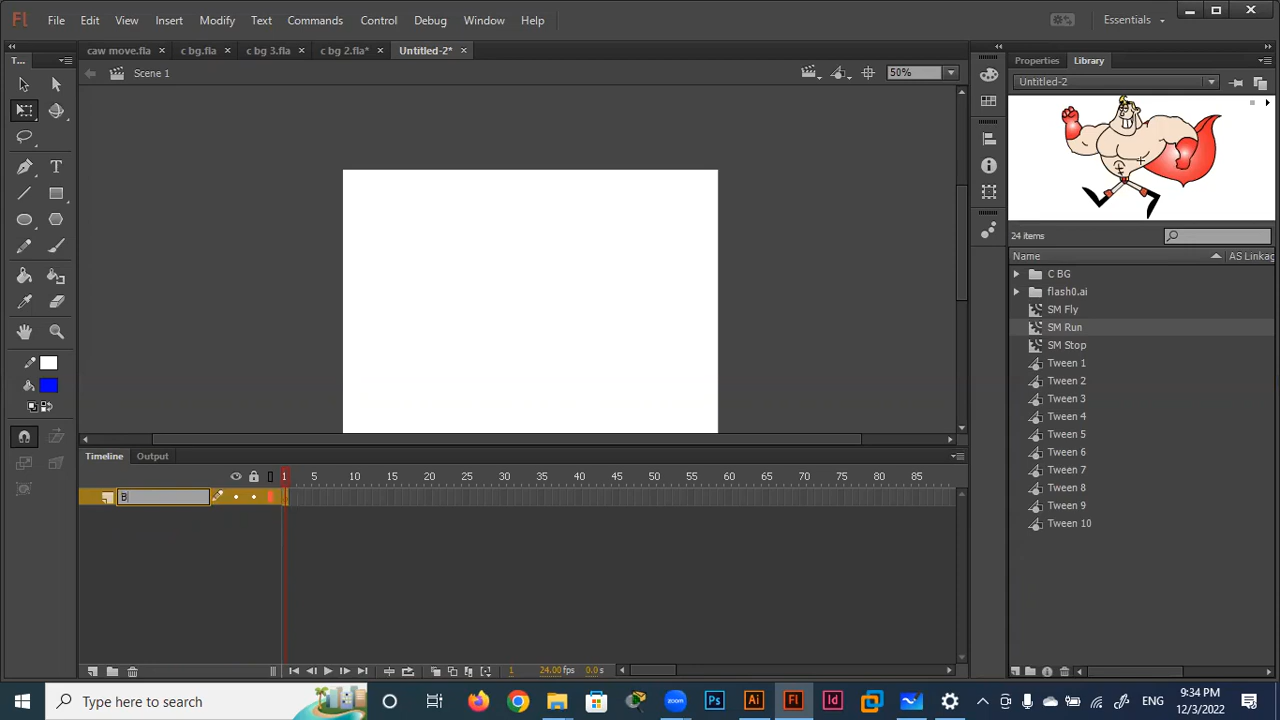 Fl File Edit View Insert Modify Text Commands Control Debug Window Help Essentials
caw move.fla × c bg.fla × c bg 3.fla × c bg 2.fla* × Untitled-2* ×
T...
Scene 1
50%
Properties Library
Untitled-2
24 items
Name AS Linkag
C BG
flash0.ai
SM Fly
SM Run
SM Stop
Tween 1
Tween 2
Tween 3
Tween 4
Tween 5
Tween 6
Tween 7
Tween 8
Tween 9
Tween 10
Timeline Output
1 5 10 15 20 25 30 35 40 45 50 55 60 65 70 75 80 85
B
1 24.00 fps 0.0 s
Type here to search
zoom Ps Ai Fl Id
ENG
9:34 PM
12/3/2022